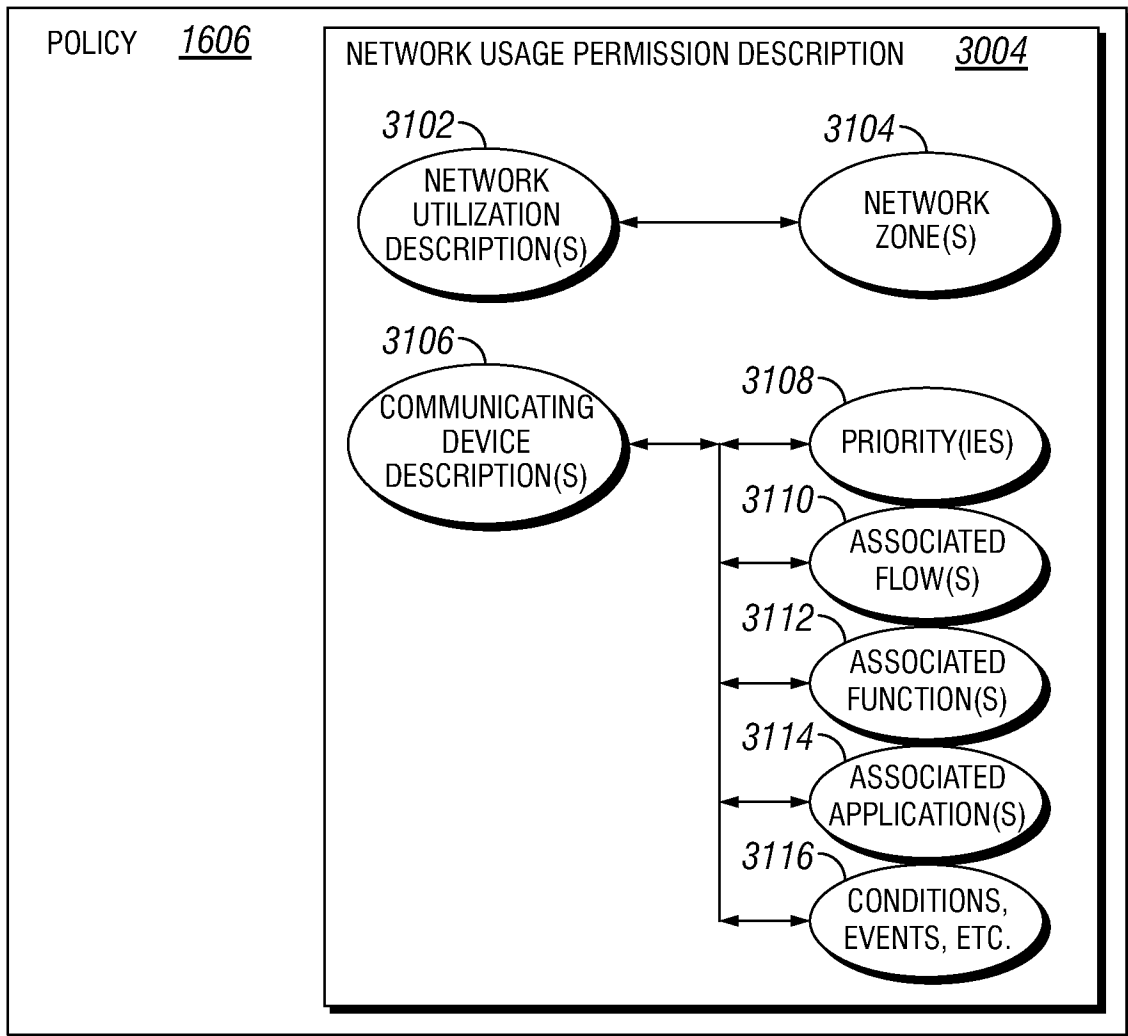 POLICY 1606
NETWORK USAGE PERMISSION DESCRIPTION 3004
3102
NETWORK
UTILIZATION
DESCRIPTION(S)
3104
NETWORK
ZONE(S)
3106
COMMUNICATING
DEVICE
DESCRIPTION(S)
3108
PRIORITY(IES)
3110
ASSOCIATED
FLOW(S)
3112
ASSOCIATED
FUNCTION(S)
3114
ASSOCIATED
APPLICATION(S)
3116
CONDITIONS,
EVENTS, ETC.